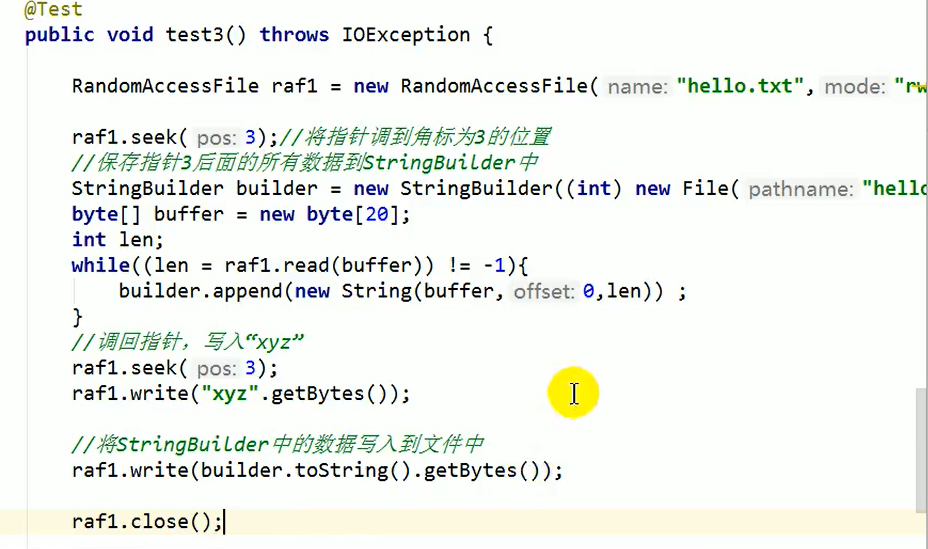 @Test
public void test3() throws IOException {
RandomAccessFile raf1 = new RandomAccessFile( name: "hello.txt", mode: "rw
raf1.seek( pos: 3);//将指针调到角标为3的位置
//保存指针3后面的所有数据到StringBuilder中
StringBuilder builder = new StringBuilder((int) new File( pathname: "hello
byte[] buffer = new byte[20];
int len;
while((len = raf1.read(buffer)) != -1){
builder.append(new String(buffer, offset: 0,len)) ;
}
//调回指针，写入“xyz”
raf1.seek( pos: 3);
raf1.write("xyz".getBytes());
//将StringBuilder中的数据写入到文件中
raf1.write(builder.toString().getBytes());
raf1.close();